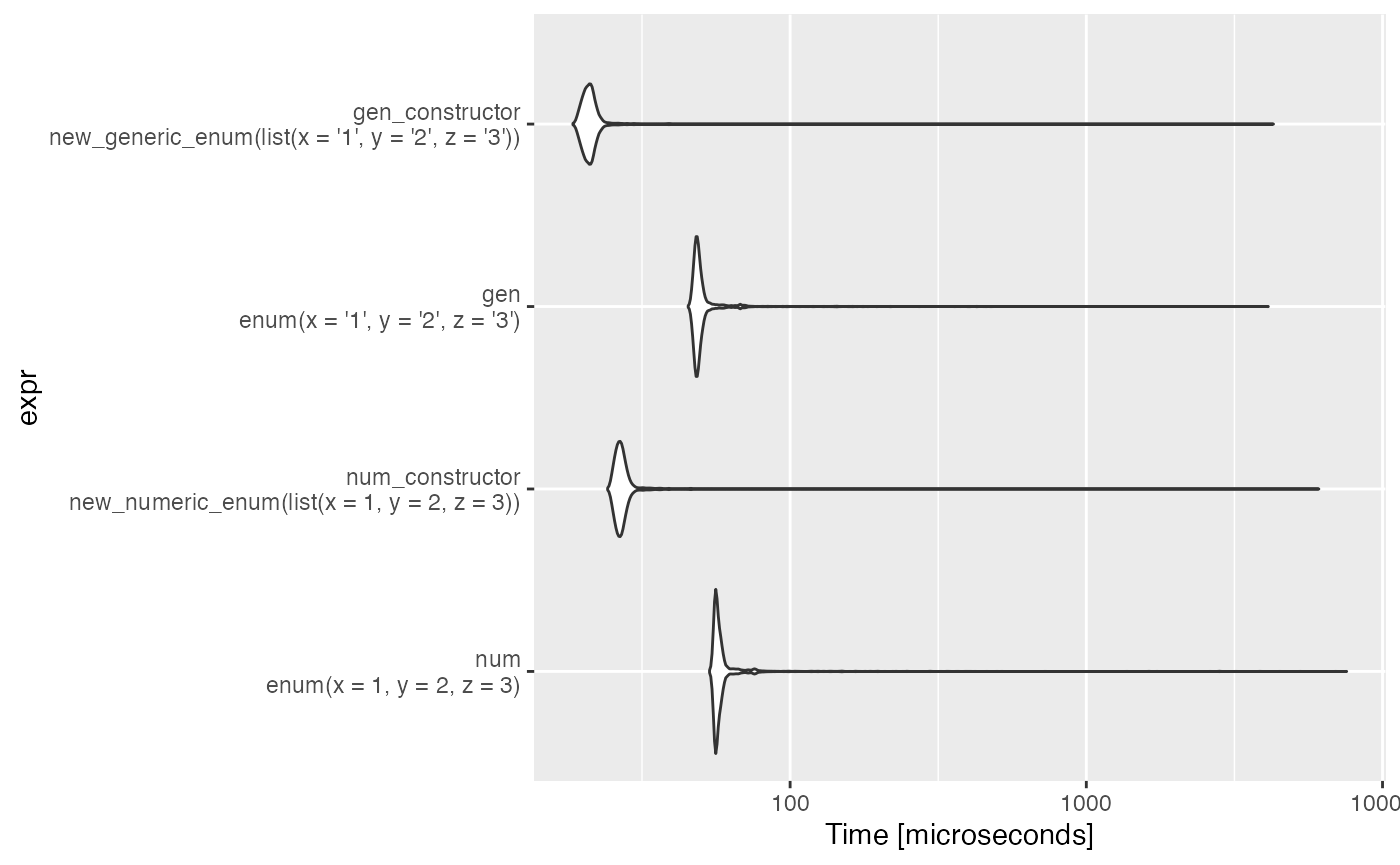 gen_constructor
new_generic_enum(list(x = '1', y = '2', z = '3'))
gen
enum(x = '1', y = '2', z = '3')
expr
num_constructor
new_numeric_enum(list(x = 1, y = 2, z = 3))
num
enum(x = 1, y = 2, z = 3)
100
1000
1000
Time [microseconds]